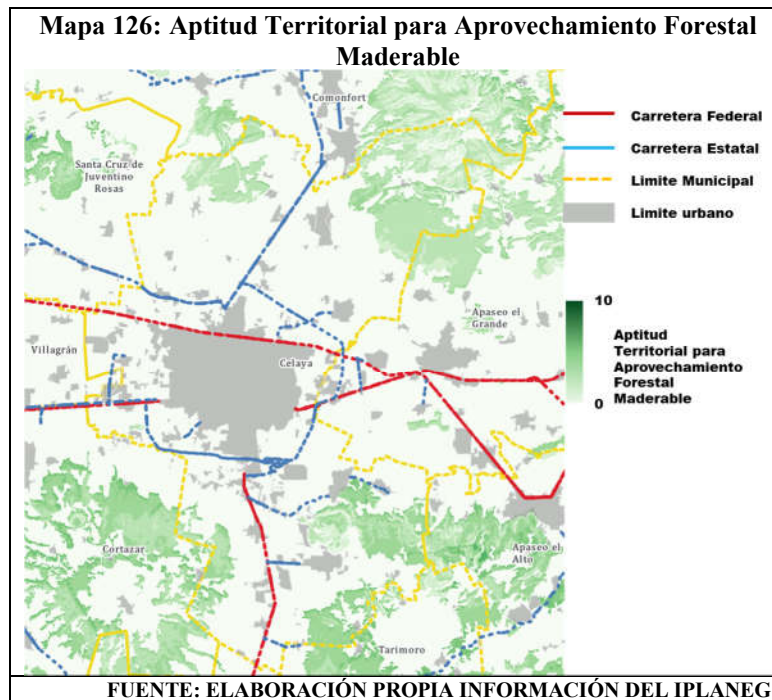 Mapa 126: Aptitud Territorial para Aprovechamiento Forestal
Maderable
Comonfort
Santa Cruz de
Juventino
Rosas
Apaseo el
Grande
Villagrán
Celaya
Cortazar
Apaseo el
Alto
Tarimoro
Carretera Federal
Carretera Estatal
Limite Municipal
Limite urbano
10
Aptitud
Territorial para
Aprovechamiento
Forestal
Maderable
0
FUENTE: ELABORACIÓN PROPIA INFORMACIÓN DEL IPLANEG